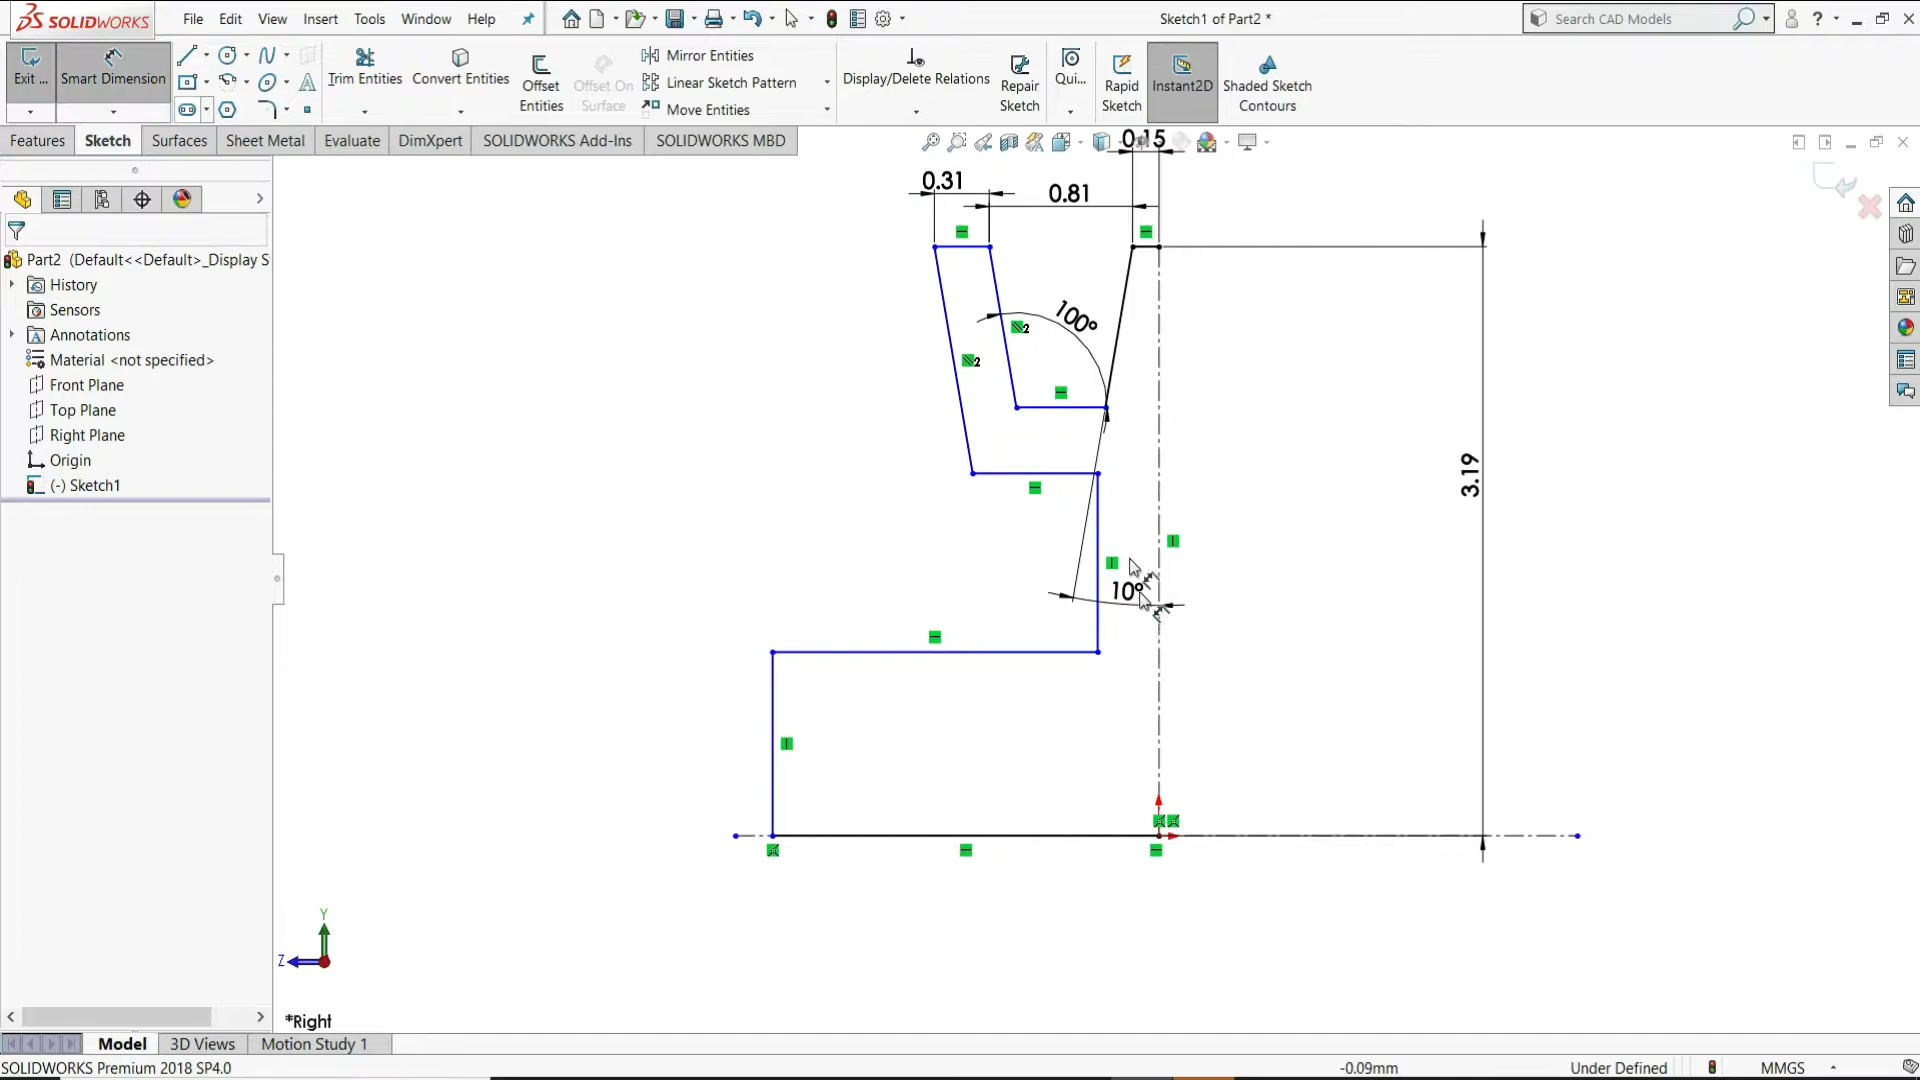 SOLIDWORKS File Edit View Insert Tools Window Help Sketch1 of Part2 * Search CAD Models ?
Exit ... Smart Dimension Trim Entities Convert Entities Offset Entities Offset On Surface Mirror Entities Linear Sketch Pattern Move Entities Display/Delete Relations Repair Sketch Qui... Rapid Sketch Instant2D Shaded Sketch Contours
Features Sketch Surfaces Sheet Metal Evaluate DimXpert SOLIDWORKS Add-Ins SOLIDWORKS MBD
0.15
0.31
0.81
Part2 (Default<<Default>_Display S
History
Sensors
Annotations
Material <not specified>
Front Plane
Top Plane
Right Plane
Origin
(-) Sketch1
100°
2
2
3.19
10°
Y
Z
*Right
Model 3D Views Motion Study 1
SOLIDWORKS Premium 2018 SP4.0 -0.09mm Under Defined MMGS